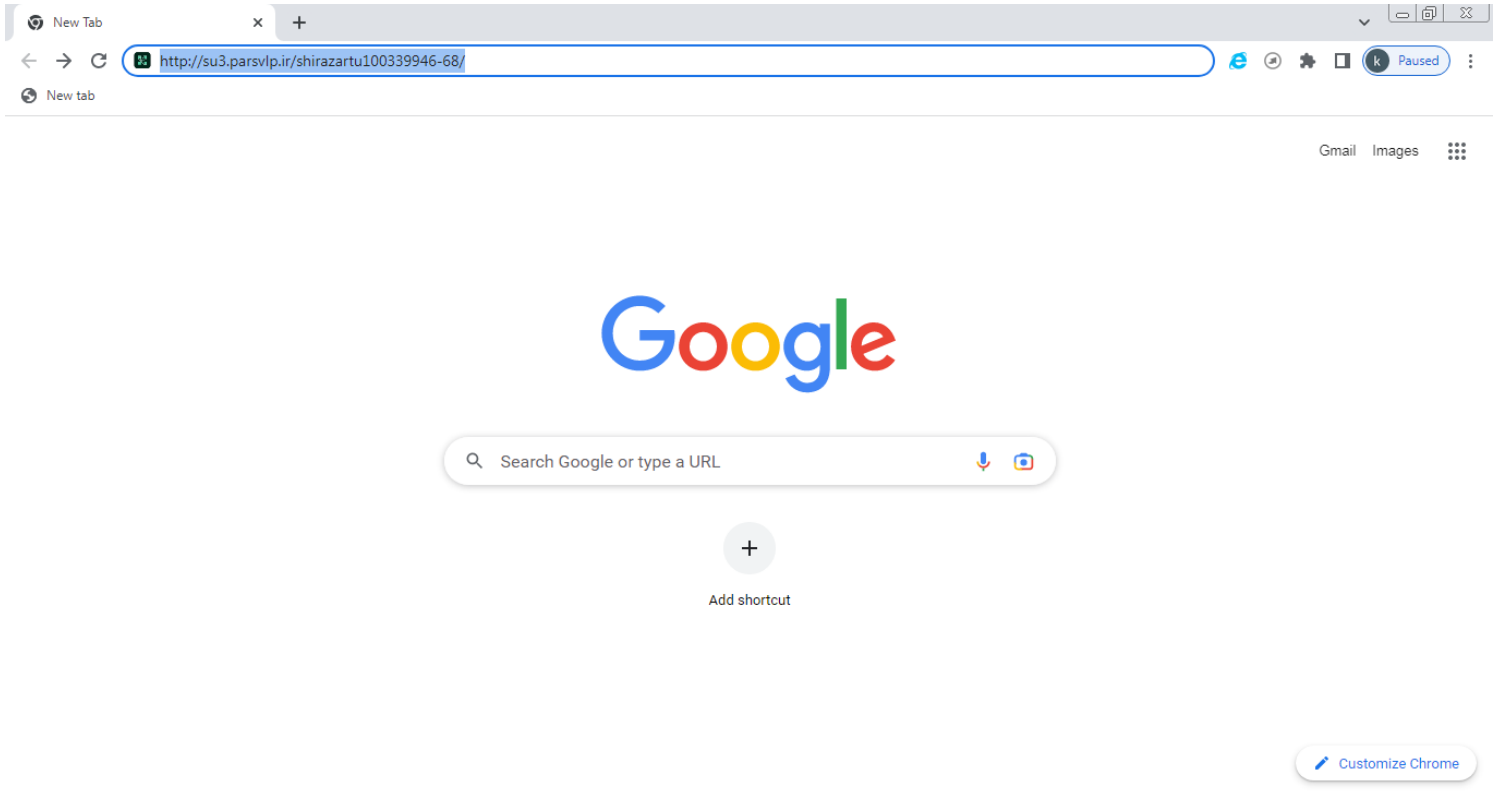 New Tab
http://su3.parsvlp.ir/shirazartu100339946-68/
k Paused
New tab
Gmail Images
Google
Search Google or type a URL
Add shortcut
Customize Chrome